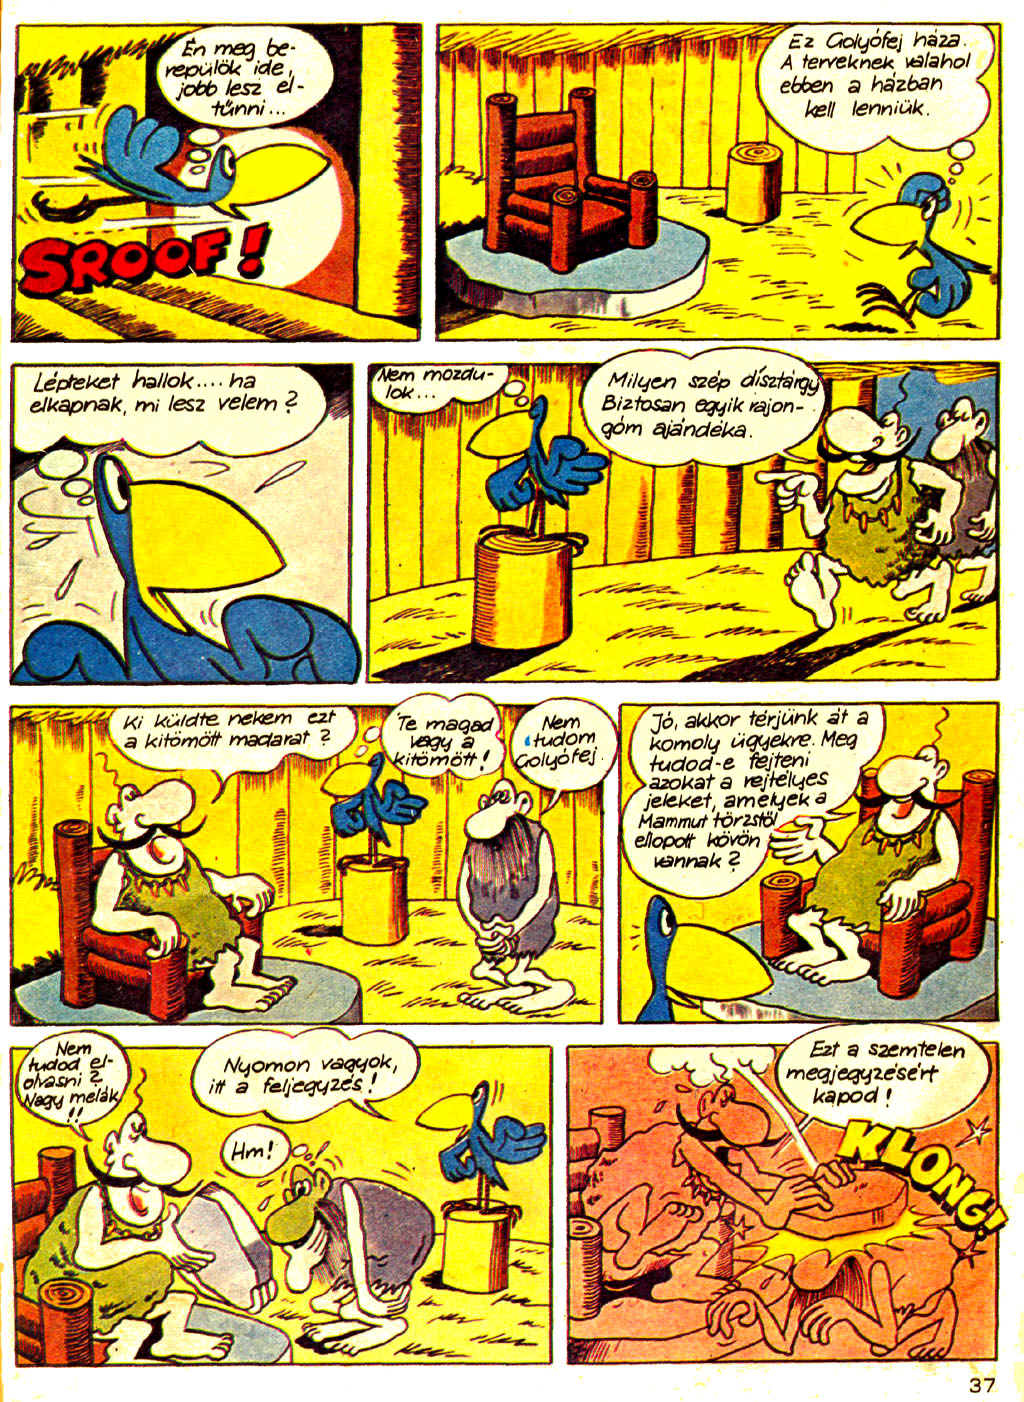 Én meg be-
repülök ide,
jobb lesz el-
tűnni...
SROOF!
Ez Golyófej háza.
A terveknek valahol
ebben a házban
kell lenniük.
Lépteket hallok.... ha
elkapnak, mi lesz velem?
Nem mozdu-
lok...
Milyen szép dísztárgy
Biztosan egyik rajon-
góm ajándéka.
Ki küldte nekem ezt
a kitömött madarat?
Te magad
vagy a
kitömött!
Nem
tudom
Golyófej.
Jó, akkor térjünk át a
komoly ügyekre. Meg
tudod-e fejteni
azokat a rejtélyes
jeleket, amelyek a
Mammut törzstől
ellopott kövön
vannak?
Nem
tudod el-
olvasni?
Nagy melák
!!
Nyomon vagyok,
itt a feljegyzés!
Hm!
Ezt a szemtelen
megjegyzésért
kapod!
KLONG!
37